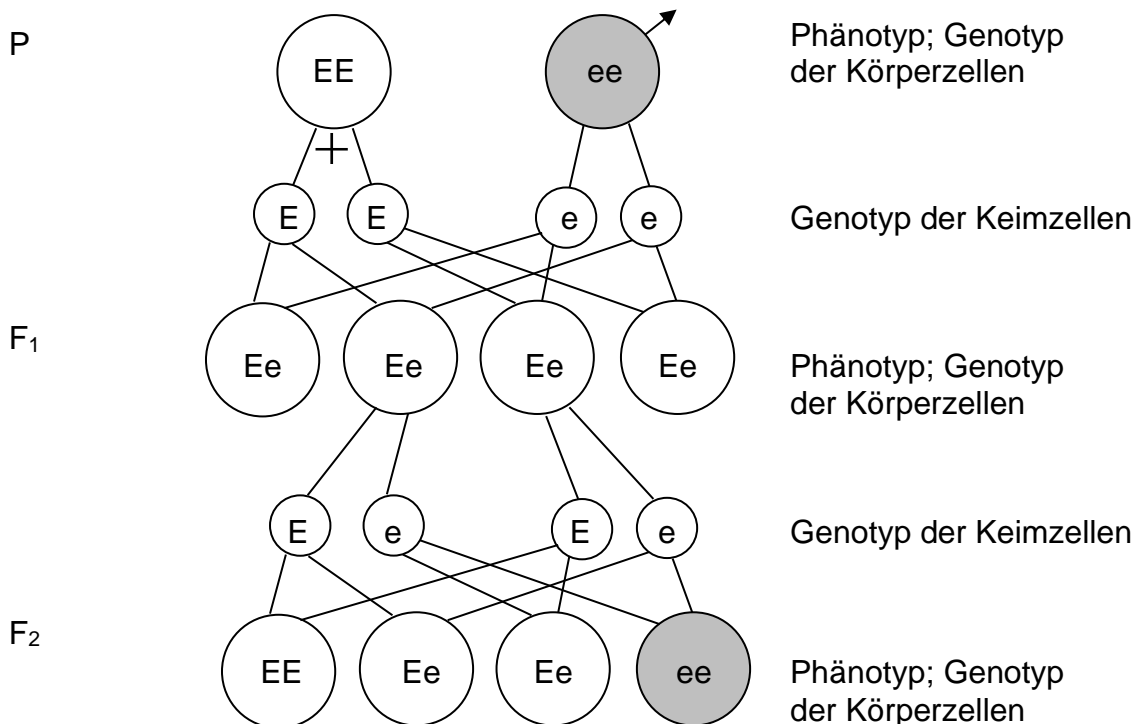 P
EE
ee
Phänotyp; Genotyp
der Körperzellen
E E e e
Genotyp der Keimzellen
F₁
Ee Ee Ee Ee
Phänotyp; Genotyp
der Körperzellen
E e E e
Genotyp der Keimzellen
F₂
EE Ee Ee ee
Phänotyp; Genotyp
der Körperzellen